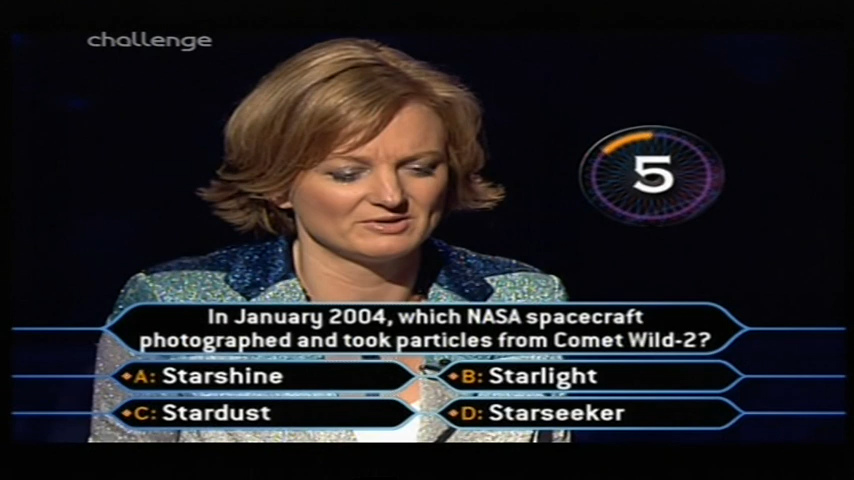 challenge
5
In January 2004, which NASA spacecraft
photographed and took particles from Comet Wild-2?
A: Starshine
B: Starlight
C: Stardust
D: Starseeker